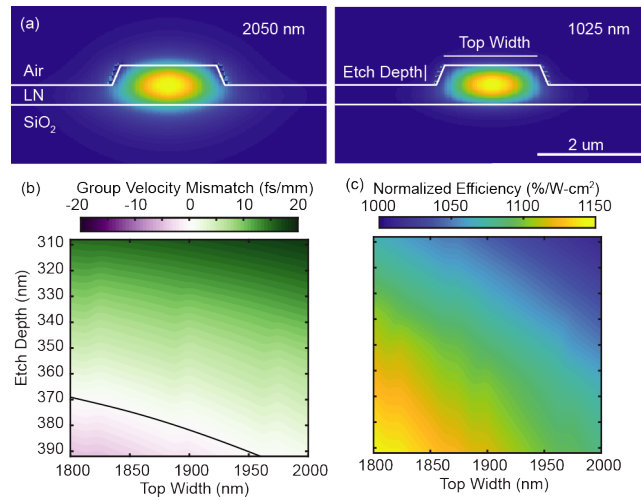 (a)
2050 nm
1025 nm
Top Width
Air
Etch Depth
LN
SiO₂
2 um
(b)
Group Velocity Mismatch (fs/mm)
-20 -10 0 10 20
Etch Depth (nm)
310
320
330
340
350
360
370
380
390
1800 1850 1900 1950 2000
Top Width (nm)
(c)
Normalized Efficiency (%/W-cm²)
1000 1050 1100 1150
1800 1850 1900 1950 2000
Top Width (nm)